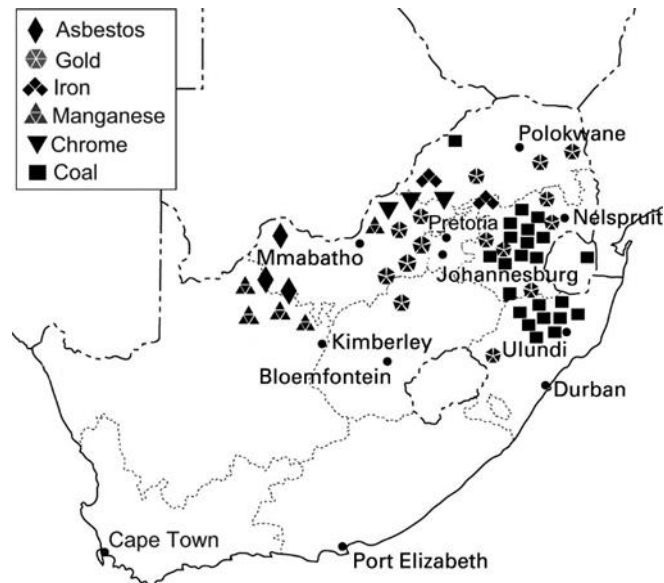 Asbestos
Gold
Iron
Manganese
Chrome
Coal
Polokwane
Nelspruit
Pretoria
Mmabatho
Johannesburg
Kimberley
Ulundi
Bloemfontein
Durban
Cape Town
Port Elizabeth